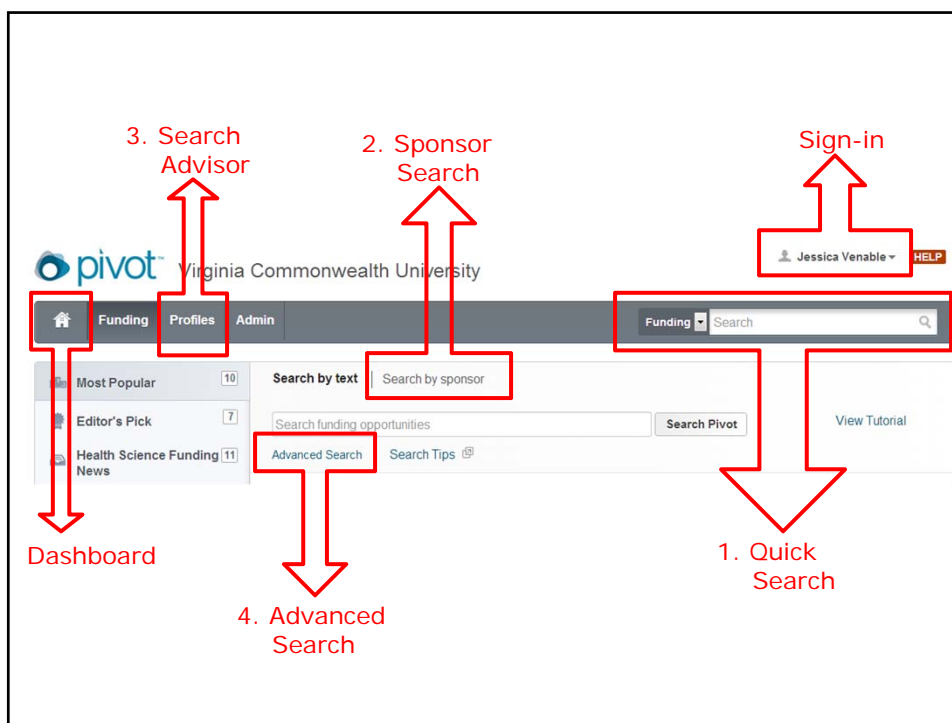 3. Search
Advisor
2. Sponsor
Search
Sign-in
pivot™ Virginia Commonwealth University
Jessica Venable
HELP
Funding Profiles Admin
Funding Search
Most Popular 10
Search by text | Search by sponsor
Editor's Pick 7
Search funding opportunities
Search Pivot
View Tutorial
Health Science Funding 11
News
Advanced Search Search Tips
Dashboard
1. Quick
Search
4. Advanced
Search